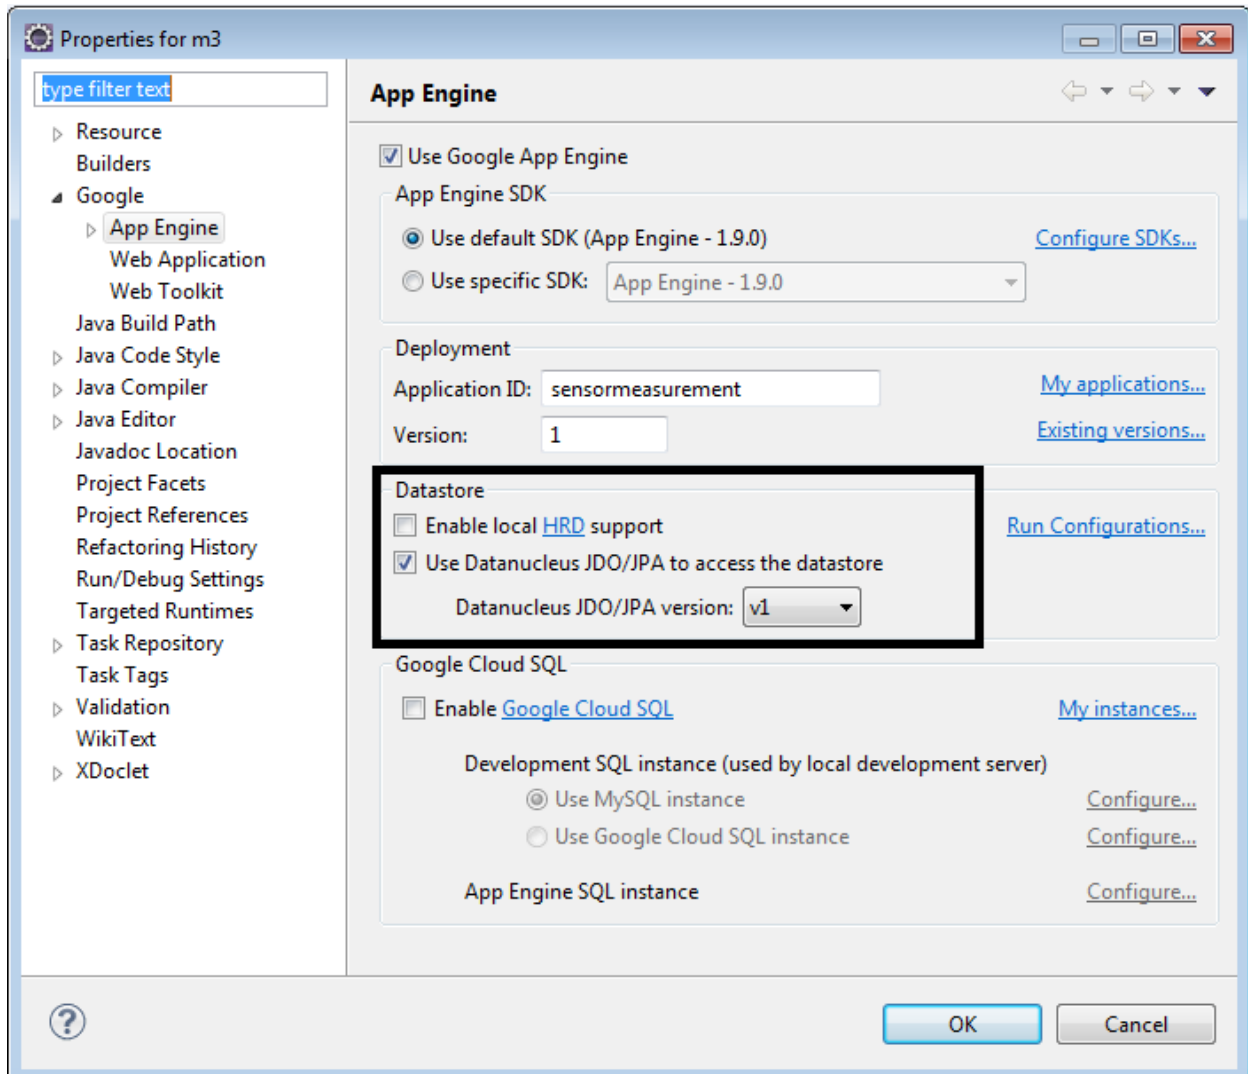 Properties for m3
type filter text
Resource
Builders
Google
App Engine
Web Application
Web Toolkit
Java Build Path
Java Code Style
Java Compiler
Java Editor
Javadoc Location
Project Facets
Project References
Refactoring History
Run/Debug Settings
Targeted Runtimes
Task Repository
Task Tags
Validation
WikiText
XDoclet
App Engine
Use Google App Engine
App Engine SDK
Use default SDK (App Engine - 1.9.0) Configure SDKs...
Use specific SDK: App Engine - 1.9.0
Deployment
Application ID: sensormeasurement My applications...
Version: 1 Existing versions...
Datastore
Enable local HRD support Run Configurations...
Use Datanucleus JDO/JPA to access the datastore
Datanucleus JDO/JPA version: v1
Google Cloud SQL
Enable Google Cloud SQL My instances...
Development SQL instance (used by local development server)
Use MySQL instance Configure...
Use Google Cloud SQL instance Configure...
App Engine SQL instance Configure...
?
OK Cancel